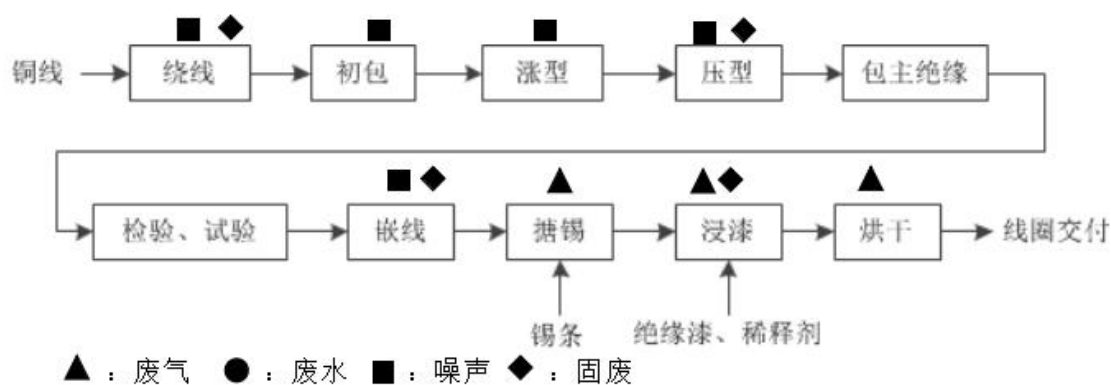 铜线 绕线 初包 涨型 压型 包主绝缘
检验、试验 嵌线 搪锡 浸漆 烘干 线圈交付
锡条 绝缘漆、稀释剂
▲：废气 ●：废水 ■：噪声 ◆：固废